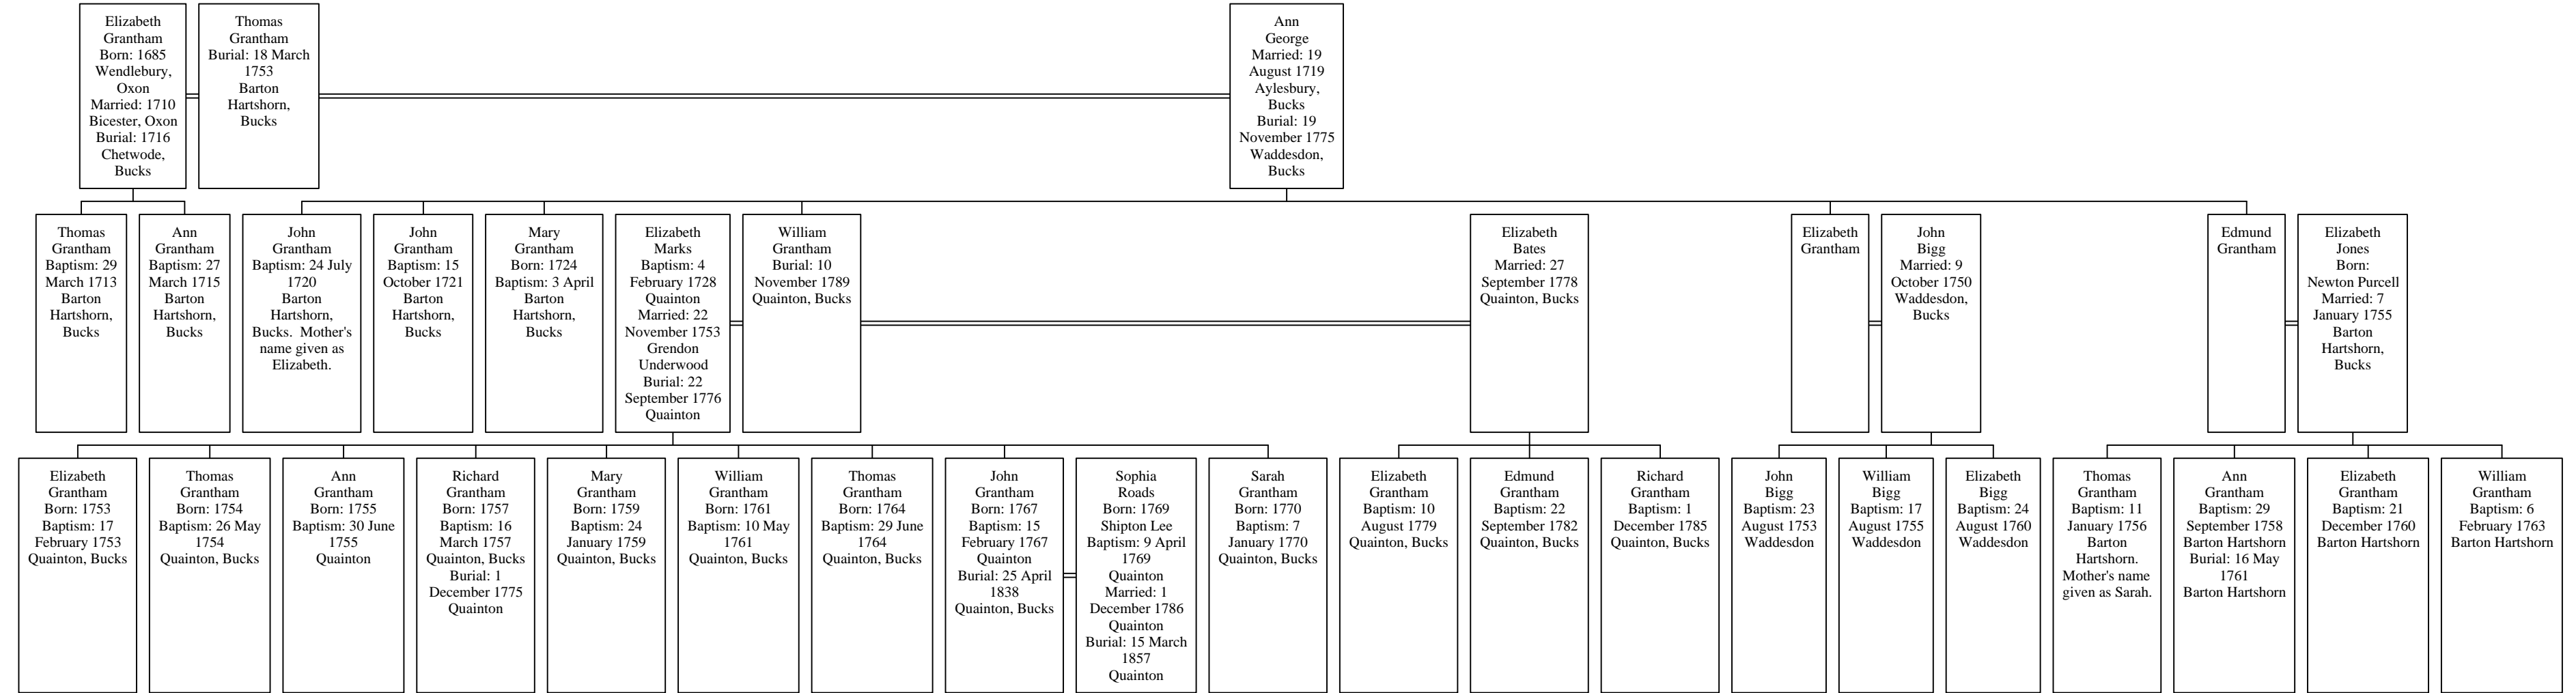 Elizabeth
Grantham
Born: 1685
Wendlebury,
Oxon
Married: 1710
Bicester, Oxon
Burial: 1716
Chetwode,
Bucks
Thomas
Grantham
Burial: 18 March
1753
Barton
Hartshorn,
Bucks
Ann
George
Married: 19
August 1719
Aylesbury,
Bucks
Burial: 19
November 1775
Waddesdon,
Bucks
Thomas
Grantham
Baptism: 29
March 1713
Barton
Hartshorn,
Bucks
Ann
Grantham
Baptism: 27
March 1715
Barton
Hartshorn,
Bucks
John
Grantham
Baptism: 24 July
1720
Barton
Hartshorn,
Bucks.  Mother's
name given as
Elizabeth.
John
Grantham
Baptism: 15
October 1721
Barton
Hartshorn,
Bucks
Mary
Grantham
Born: 1724
Baptism: 3 April
Barton
Hartshorn,
Bucks
Elizabeth
Marks
Baptism: 4
February 1728
Quainton
Married: 22
November 1753
Grendon
Underwood
Burial: 22
September 1776
Quainton
William
Grantham
Burial: 10
November 1789
Quainton, Bucks
Elizabeth
Bates
Married: 27
September 1778
Quainton, Bucks
Elizabeth
Grantham
John
Bigg
Married: 9
October 1750
Waddesdon,
Bucks
Edmund
Grantham
Elizabeth
Jones
Born:
Newton Purcell
Married: 7
January 1755
Barton
Hartshorn,
Bucks
Elizabeth
Grantham
Born: 1753
Baptism: 17
February 1753
Quainton, Bucks
Thomas
Grantham
Born: 1754
Baptism: 26 May
1754
Quainton, Bucks
Ann
Grantham
Born: 1755
Baptism: 30 June
1755
Quainton
Richard
Grantham
Born: 1757
Baptism: 16
March 1757
Quainton, Bucks
Burial: 1
December 1775
Quainton
Mary
Grantham
Born: 1759
Baptism: 24
January 1759
Quainton, Bucks
William
Grantham
Born: 1761
Baptism: 10 May
1761
Quainton, Bucks
Thomas
Grantham
Born: 1764
Baptism: 29 June
1764
Quainton, Bucks
John
Grantham
Born: 1767
Baptism: 15
February 1767
Quainton
Burial: 25 April
1838
Quainton, Bucks
Sophia
Roads
Born: 1769
Shipton Lee
Baptism: 9 April
1769
Quainton
Married: 1
December 1786
Quainton
Burial: 15 March
1857
Quainton
Sarah
Grantham
Born: 1770
Baptism: 7
January 1770
Quainton, Bucks
Elizabeth
Grantham
Baptism: 10
August 1779
Quainton, Bucks
Edmund
Grantham
Baptism: 22
September 1782
Quainton, Bucks
Richard
Grantham
Baptism: 1
December 1785
Quainton, Bucks
John
Bigg
Baptism: 23
August 1753
Waddesdon
William
Bigg
Baptism: 17
August 1755
Waddesdon
Elizabeth
Bigg
Baptism: 24
August 1760
Waddesdon
Thomas
Grantham
Baptism: 11
January 1756
Barton
Hartshorn.
Mother's name
given as Sarah.
Ann
Grantham
Baptism: 29
September 1758
Barton Hartshorn
Burial: 16 May
1761
Barton Hartshorn
Elizabeth
Grantham
Baptism: 21
December 1760
Barton Hartshorn
William
Grantham
Baptism: 6
February 1763
Barton Hartshorn